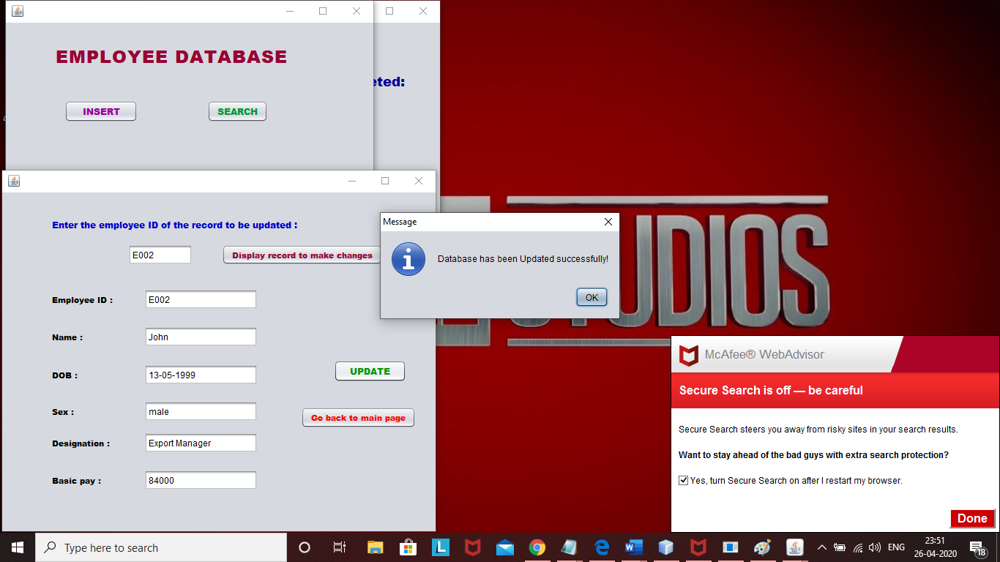 EMPLOYEE DATABASE
INSERT
SEARCH
eted:
Enter the employee ID of the record to be updated :
E002
Display record to make changes
Employee ID :
E002
Name :
John
DOB :
13-05-1999
UPDATE
Sex :
male
Go back to main page
Designation :
Export Manager
Basic pay :
84000
Message
Database has been Updated successfully!
OK
TUDIOS
McAfee® WebAdvisor
Secure Search is off — be careful
Secure Search steers you away from risky sites in your search results.
Want to stay ahead of the bad guys with extra search protection?
Yes, turn Secure Search on after I restart my browser.
Done
Type here to search
L
ENG
23:51
26-04-2020
18